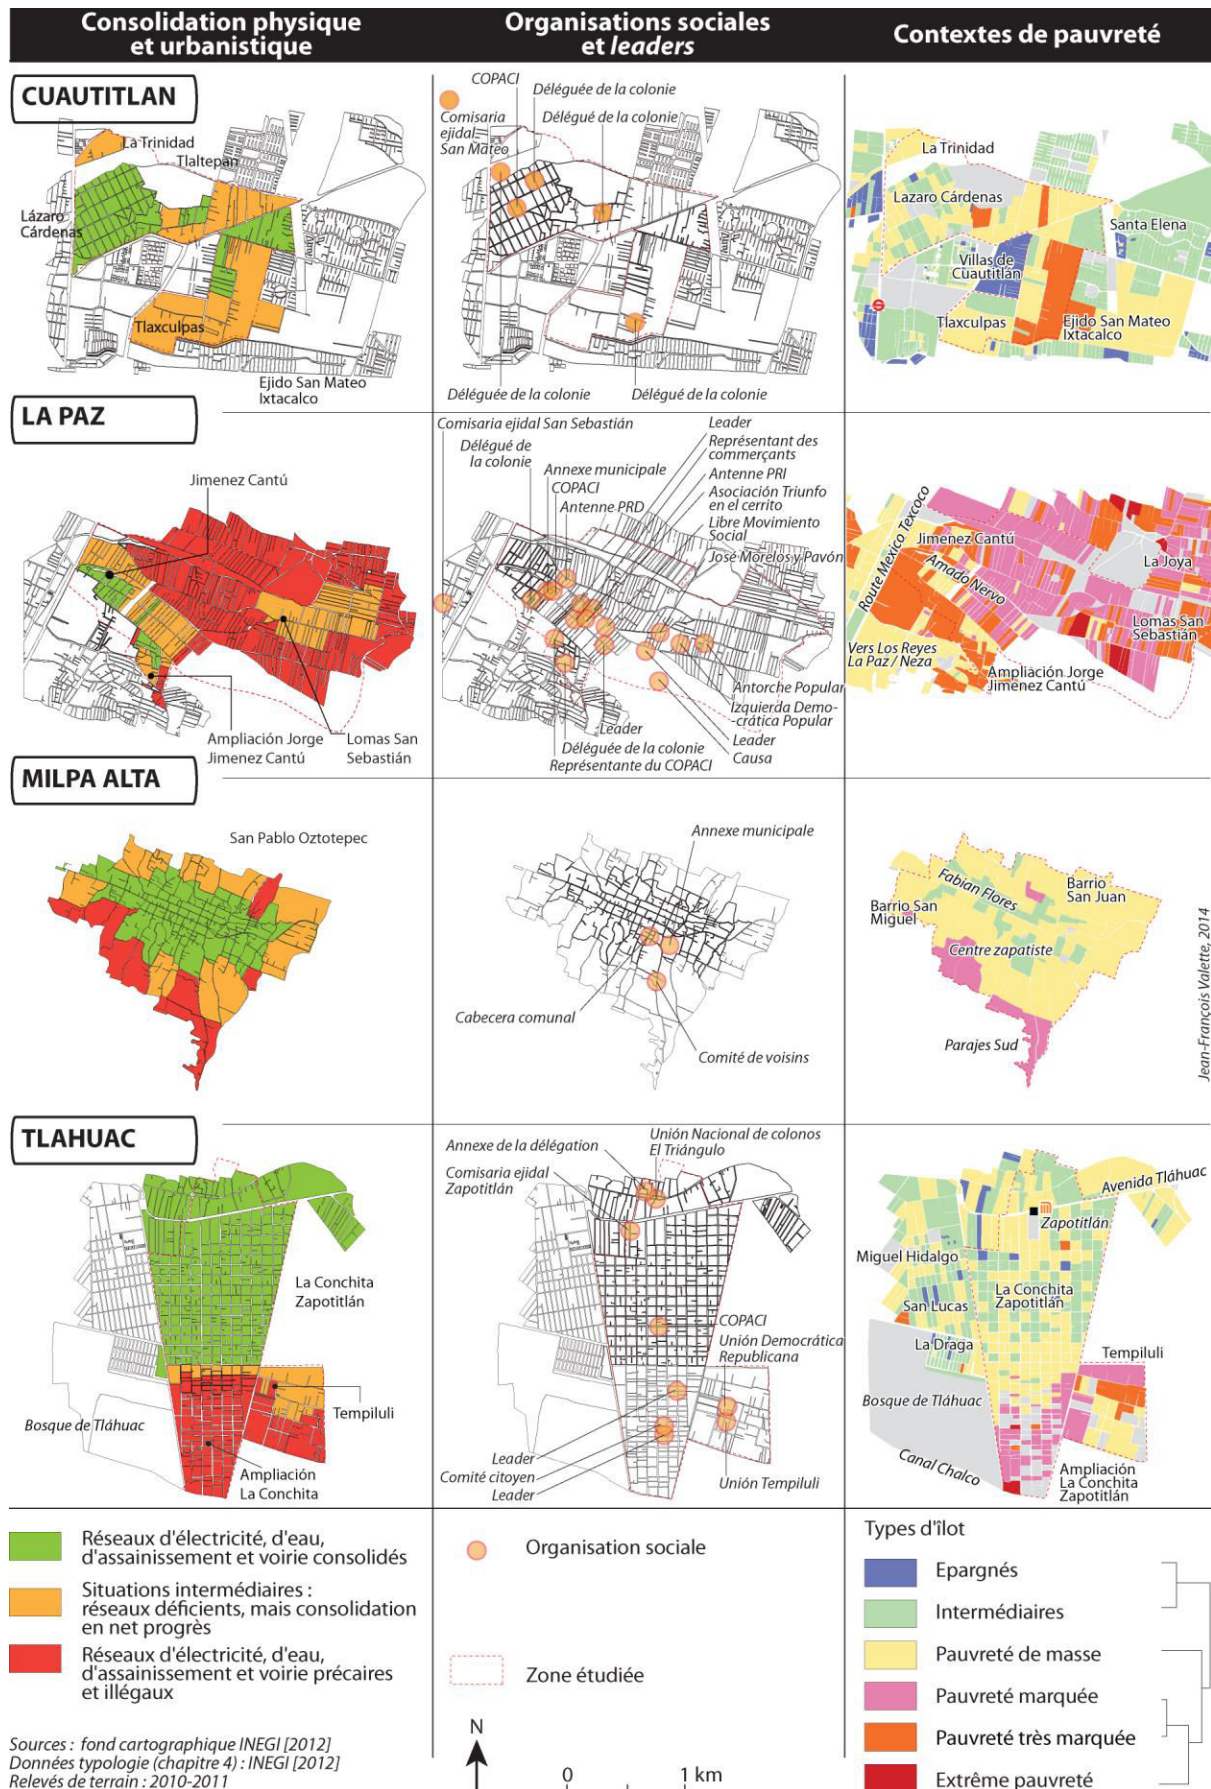 Consolidation physique
et urbanistique
Organisations sociales
et leaders
Contextes de pauvreté
CUAUTITLAN
La Trinidad
Tlaltepan
Lázaro
Cárdenas
Tlaxculpas
Ejido San Mateo
Ixtacalco
COPACI
Déléguée de la colonie
Comisaria
ejidal
San Mateo
Délégué de la colonie
Déléguée de la colonie
Délégué de la colonie
La Trinidad
Lazaro Cárdenas
Santa Elena
Villas de
Cuautitlán
Tlaxculpas
Ejido San Mateo
Ixtacalco
LA PAZ
Jimenez Cantú
Ampliación Jorge
Jimenez Cantú
Lomas San
Sebastián
Comisaria ejidal San Sebastián
Délégué de
la colonie
Annexe municipale
COPACI
Antenne PRD
Leader
Représentant des
commerçants
Antenne PRI
Asociación Triunfo
en el cerrito
Libre Movimiento
Social
José Morelos y Pavón
Antorche Popular
Izquierda Demo-
crática Popular
Leader
Leader
Déléguée de la colonie
Causa
Représentante du COPACI
Route Mexico Texcoco
Jimenez Cantú
Amado Nervo
La Joya
Lomas San
Sebastián
Vers Los Reyes
La Paz / Neza
Ampliación Jorge
Jimenez Cantú
MILPA ALTA
San Pablo Oztotepec
Annexe municipale
Cabecera comunal
Comité de voisins
Fabian Flores
Barrio
San Juan
Barrio San
Miguel
Centre zapatiste
Parajes Sud
Jean-François Valette, 2014
TLAHUAC
La Conchita
Zapotitlán
Tempiluli
Bosque de Tláhuac
Ampliación
La Conchita
Annexe de la délégation
Unión Nacional de colonos
El Triángulo
Comisaria ejidal
Zapotitlán
COPACI
Unión Democrática
Republicana
Leader
Comité citoyen
Leader
Unión Tempiluli
Avenida Tláhuac
Zapotitlán
Miguel Hidalgo
La Conchita
Zapotitlán
San Lucas
La Draga
Tempiluli
Bosque de Tláhuac
Canal Chalco
Ampliación
La Conchita
Zapotitlán
Réseaux d'électricité, d'eau,
d'assainissement et voirie consolidés
Situations intermédiaires :
réseaux déficients, mais consolidation
en net progrès
Réseaux d'électricité, d'eau,
d'assainissement et voirie précaires
et illégaux
Sources : fond cartographique INEGI [2012]
Données typologie (chapitre 4) : INEGI [2012]
Relevés de terrain : 2010-2011
Organisation sociale
Zone étudiée
N
0 1 km
Types d'îlot
Epargnés
Intermédiaires
Pauvreté de masse
Pauvreté marquée
Pauvreté très marquée
Extrême pauvreté